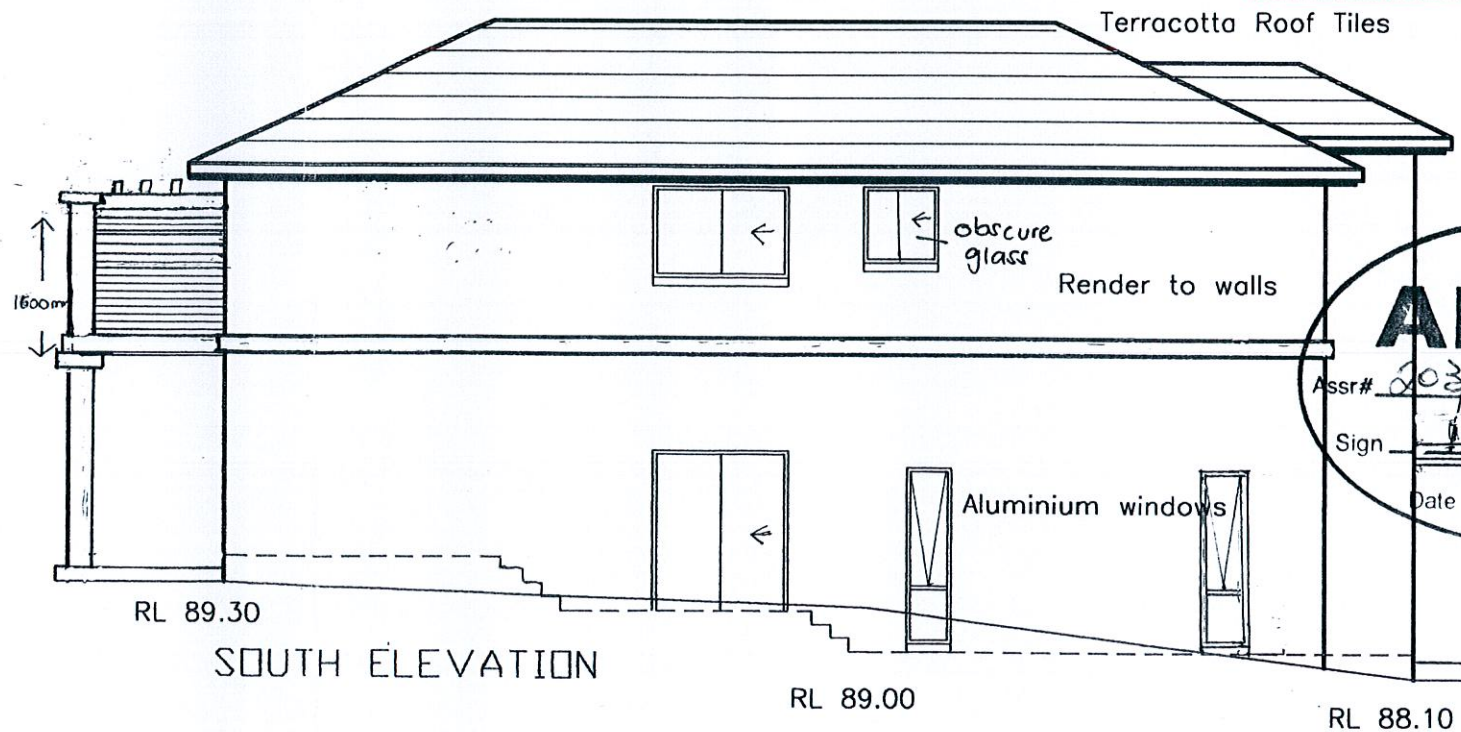 Terracotta Roof Tiles
obscure
glass
Render to walls
Assr# 203
Sign
Date
Aluminium windows
RL 89.30
SOUTH ELEVATION
RL 89.00
RL 88.10